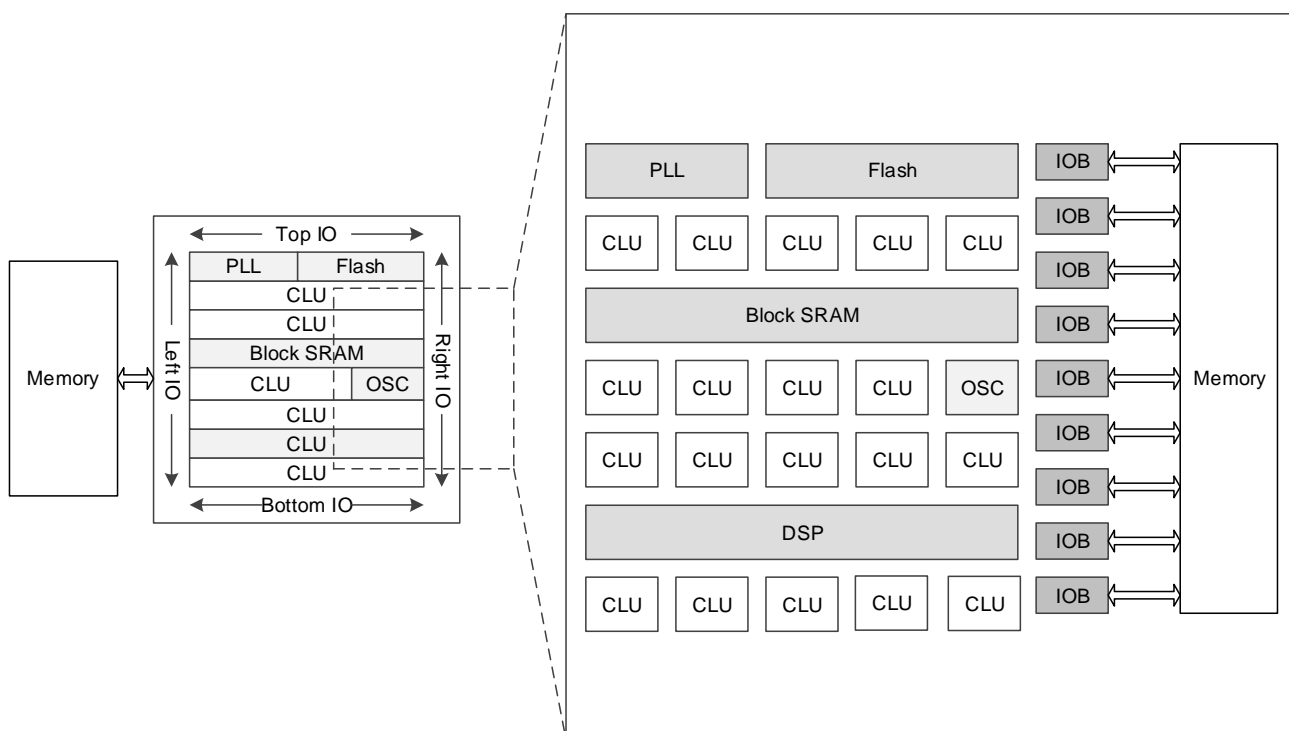 Memory
Top IO
Left IO
Right IO
PLL Flash
CLU
CLU
Block SRAM
CLU OSC
CLU
CLU
CLU
Bottom IO
PLL Flash IOB
CLU CLU CLU CLU CLU IOB
IOB
Block SRAM IOB
CLU CLU CLU CLU OSC IOB Memory
CLU CLU CLU CLU CLU IOB
IOB
DSP IOB
CLU CLU CLU CLU CLU IOB